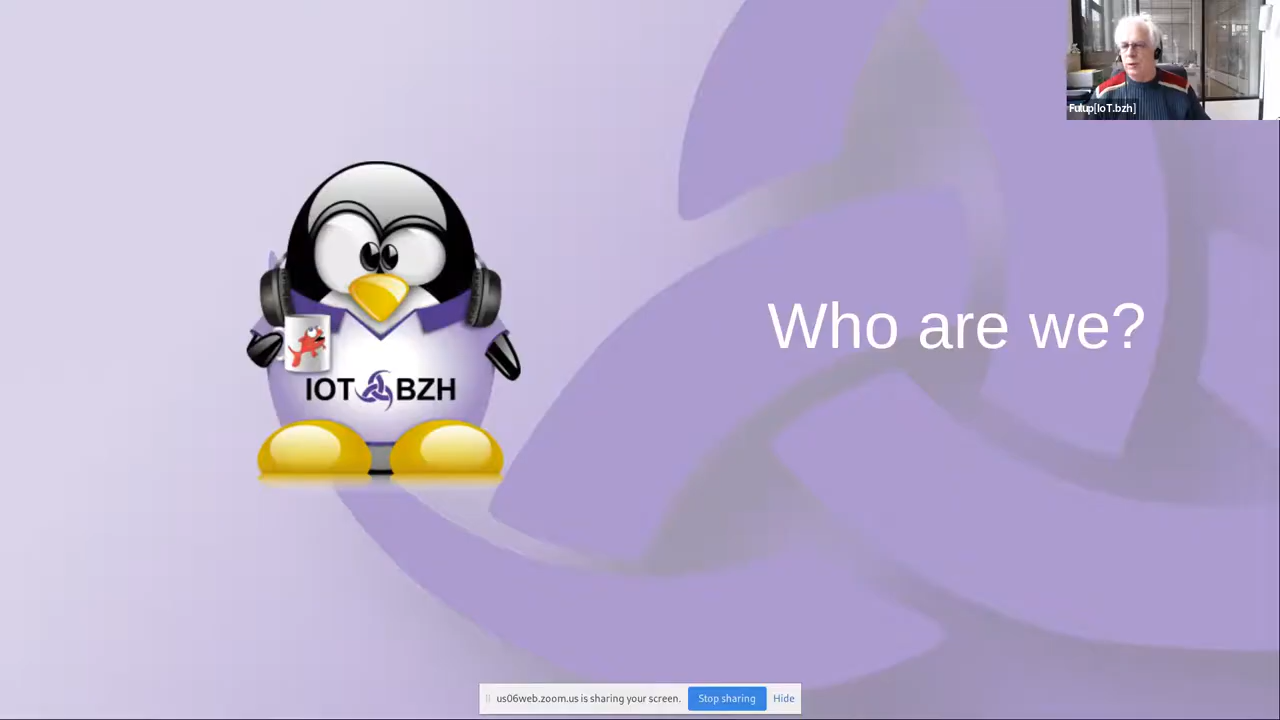 Fulup[IoT.bzh]
Who are we?
IOT BZH
us06web.zoom.us is sharing your screen. Stop sharing Hide